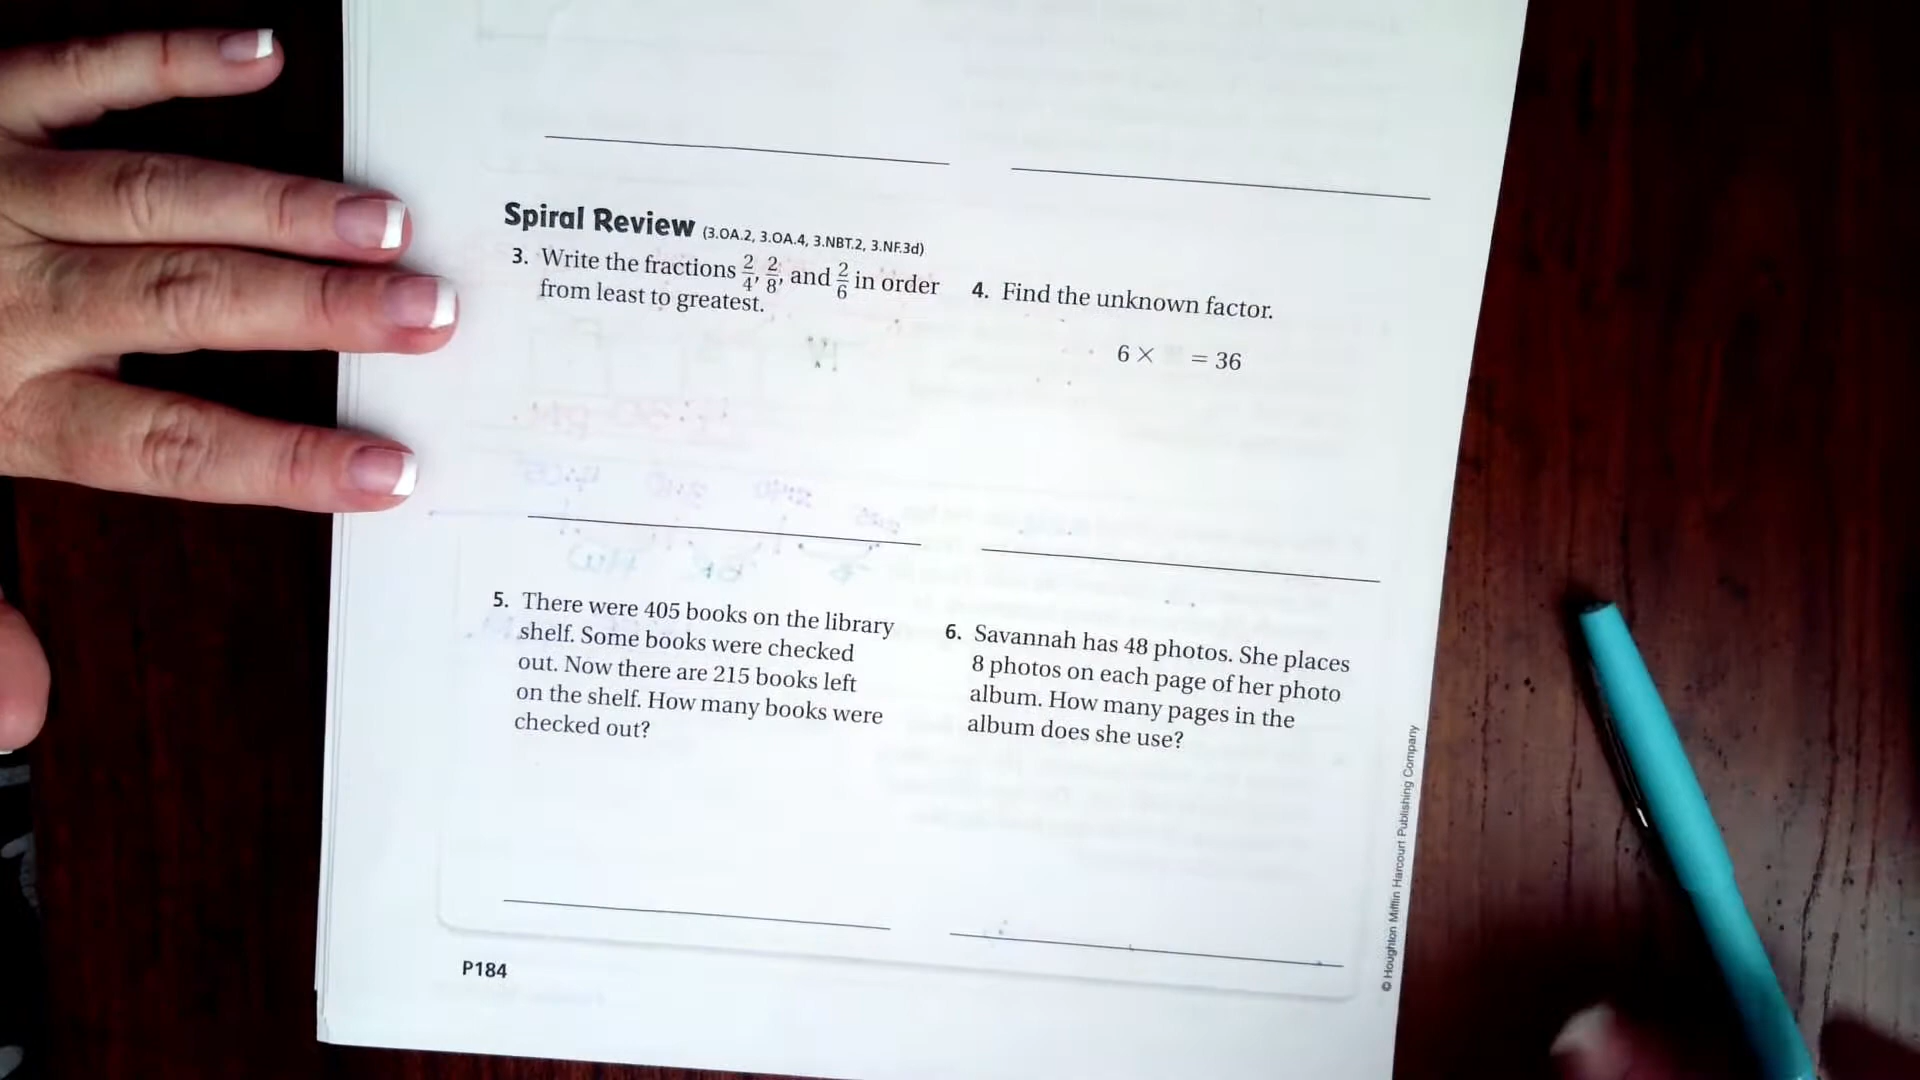 Spiral Review (3.OA.2, 3.OA.4, 3.NBT.2, 3.NF.3d)
3. Write the fractions 2/4, 2/8, and 2/6 in order
from least to greatest.
4. Find the unknown factor.
6 × = 36
5. There were 405 books on the library
shelf. Some books were checked
out. Now there are 215 books left
on the shelf. How many books were
checked out?
6. Savannah has 48 photos. She places
8 photos on each page of her photo
album. How many pages in the
album does she use?
P184
© Houghton Mifflin Harcourt Publishing Company